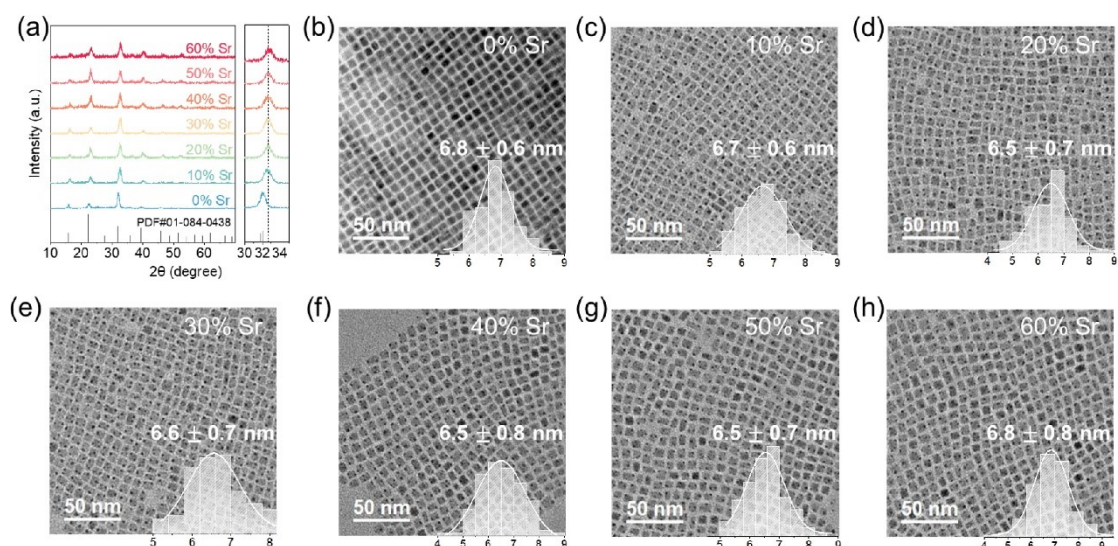 (a)
60% Sr
50% Sr
40% Sr
30% Sr
20% Sr
10% Sr
0% Sr
PDF#01-084-0438
Intensity (a.u.)
10 20 30 40 50 60 30 32 34
2θ (degree)
(b)
0% Sr
6.8 ± 0.6 nm
50 nm
5 6 7 8 9
(c)
10% Sr
6.7 ± 0.6 nm
50 nm
5 6 7 8 9
(d)
20% Sr
6.5 ± 0.7 nm
50 nm
4 5 6 7 8 9
(e)
30% Sr
6.6 ± 0.7 nm
50 nm
5 6 7 8
(f)
40% Sr
6.5 ± 0.8 nm
50 nm
4 5 6 7 8 9
(g)
50% Sr
6.5 ± 0.7 nm
50 nm
5 6 7 8 9
(h)
60% Sr
6.8 ± 0.8 nm
50 nm
4 5 6 7 8 9